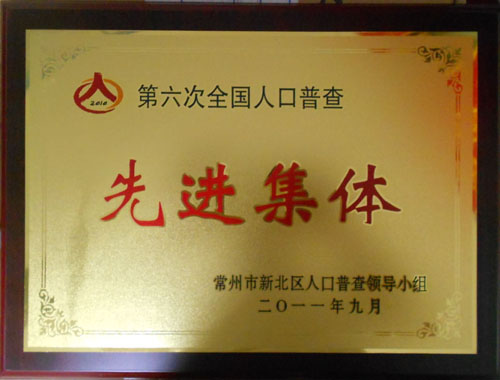 2010
第六次全国人口普查
先进集体
常州市新北区人口普查领导小组
二〇一一年九月